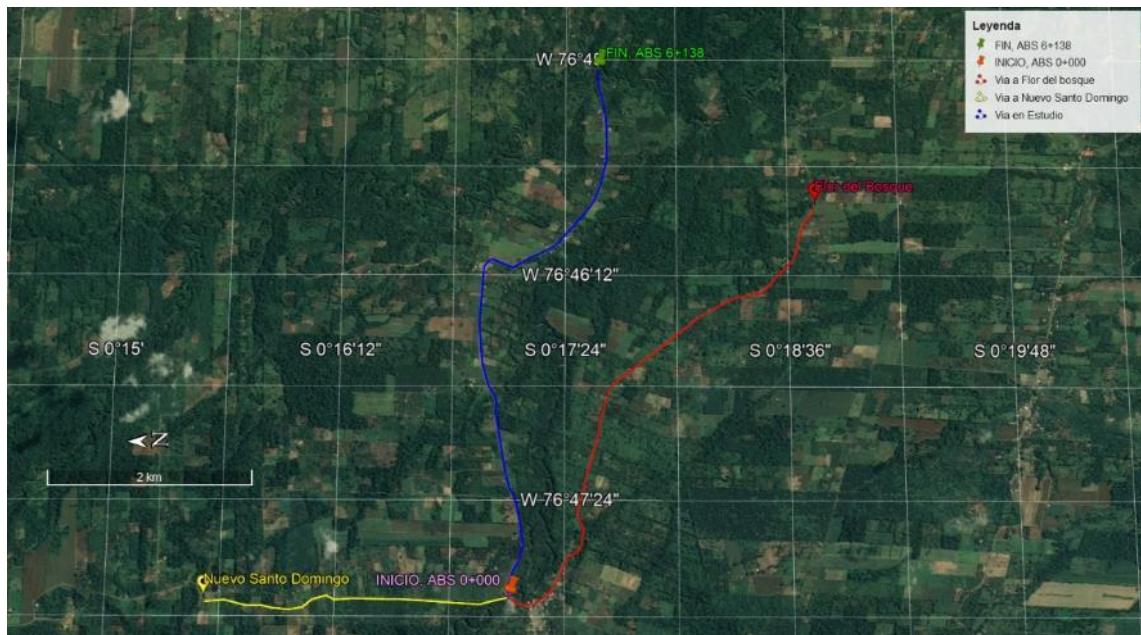 Leyenda
FIN, ABS 6+138
INICIO, ABS 0+000
Via a Flor del bosque
Via a Nuevo Santo Domingo
Via en Estudio
W 76°4
FIN, ABS 6+138
Flor del Bosque
W 76°46'12"
S 0°15'
S 0°16'12"
S 0°17'24"
S 0°18'36"
S 0°19'48"
N
2 km
W 76°47'24"
Nuevo Santo Domingo
INICIO, ABS 0+000